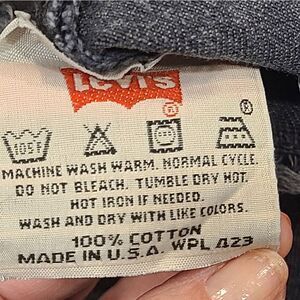 Levi's
®
®
105F
MACHINE WASH WARM. NORMAL CYCLE.
DO NOT BLEACH. TUMBLE DRY HOT.
HOT IRON IF NEEDED.
WASH AND DRY WITH LIKE COLORS.
100% COTTON
MADE IN U.S.A. WPL 423